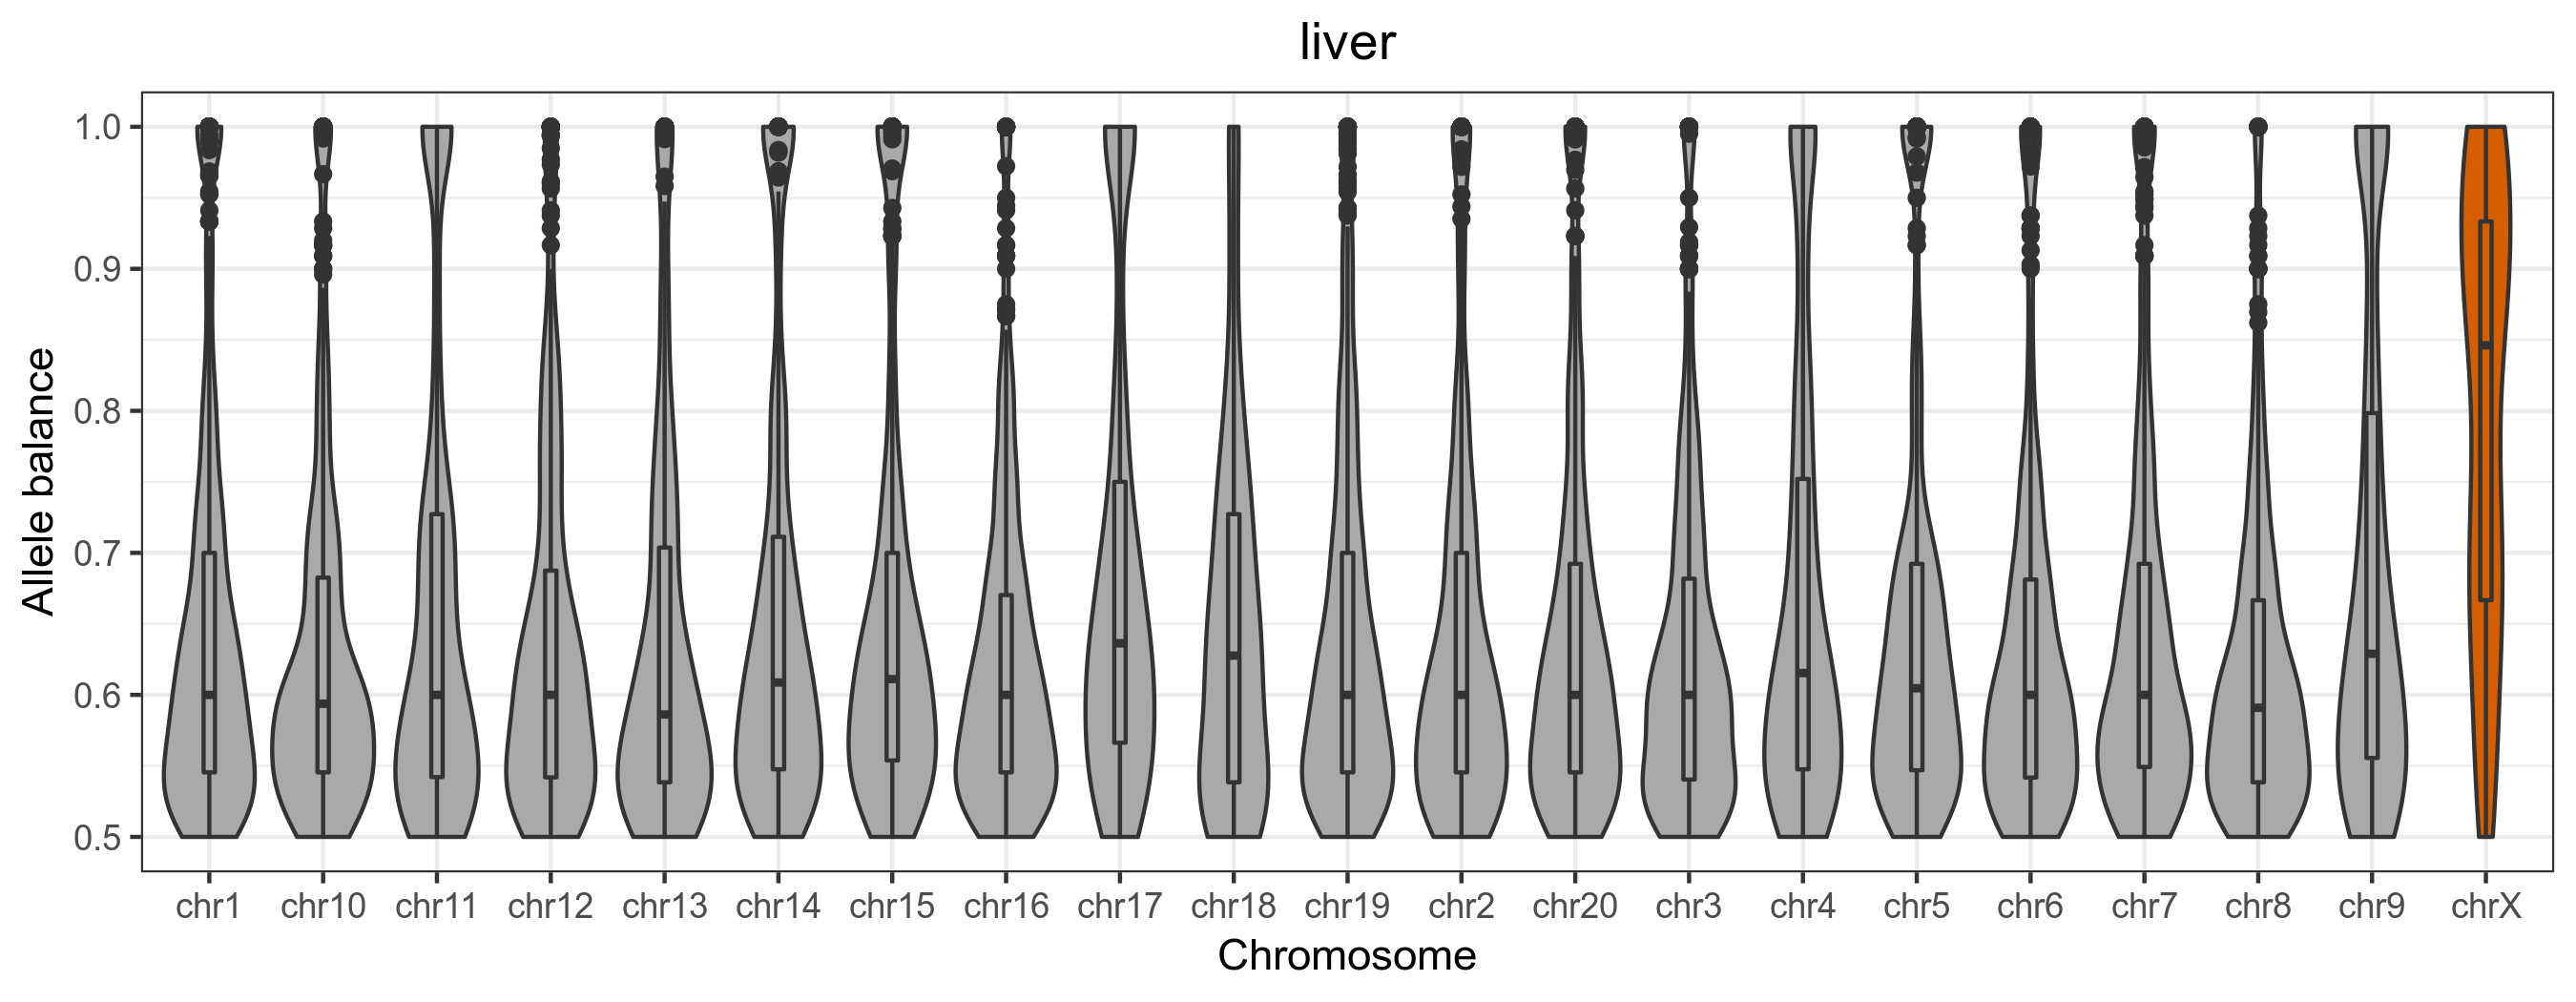 liver
Allele balance
1.0
0.9
0.8
0.7
0.6
0.5
chr1 chr10 chr11 chr12 chr13 chr14 chr15 chr16 chr17 chr18 chr19 chr2 chr20 chr3 chr4 chr5 chr6 chr7 chr8 chr9 chrX
Chromosome